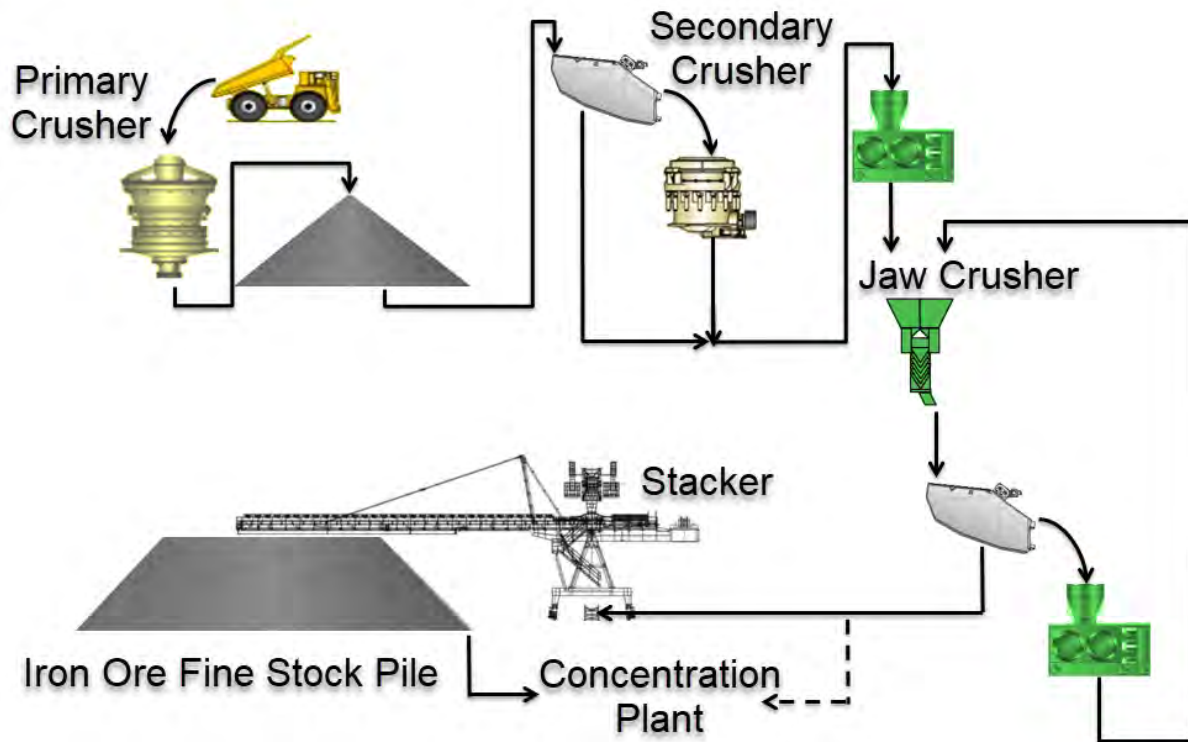 Primary
Crusher
Secondary
Crusher
Jaw Crusher
Stacker
Iron Ore Fine Stock Pile
Concentration
Plant